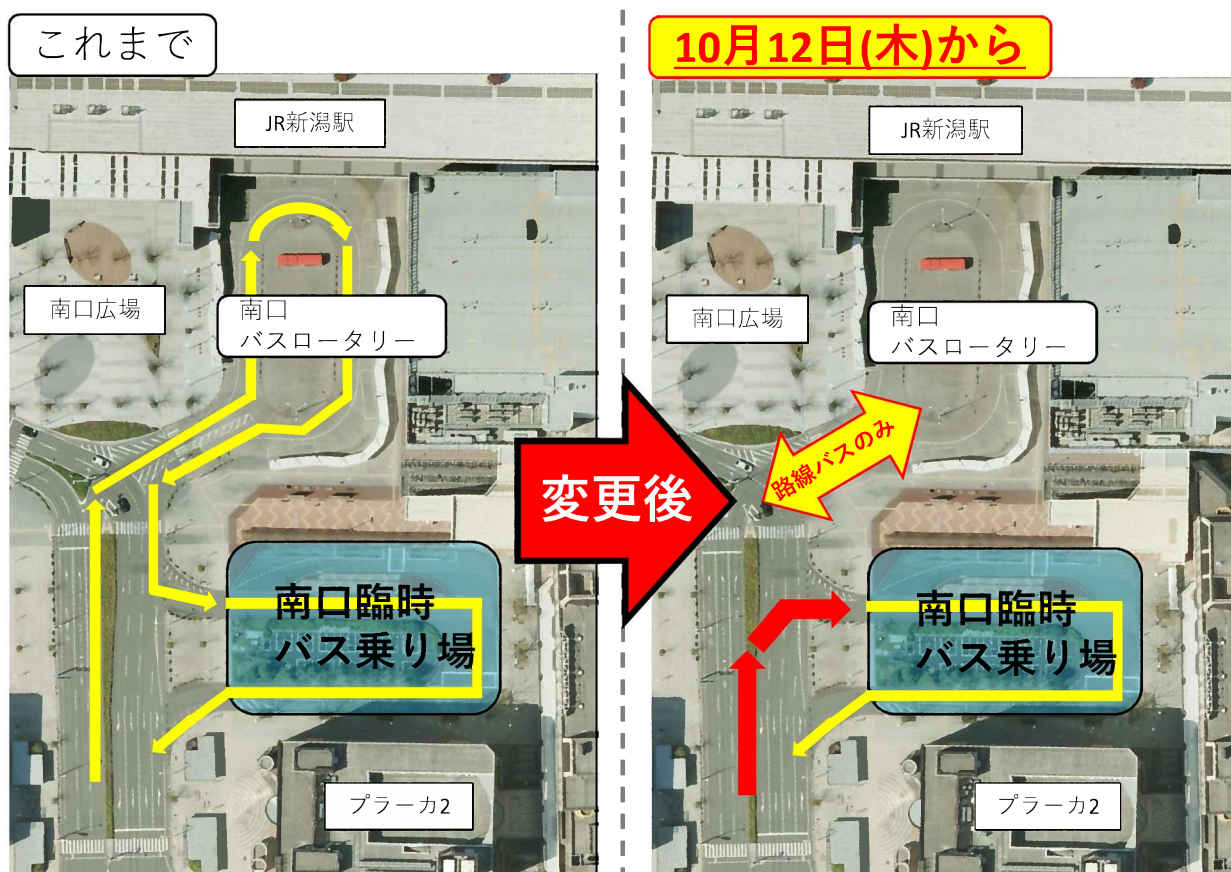 これまで
JR新潟駅
南口広場
南口
バスロータリー
南口臨時
バス乗り場
プラーカ2
変更後
10月12日(木)から
JR新潟駅
南口広場
南口
バスロータリー
路線バスのみ
南口臨時
バス乗り場
プラーカ2